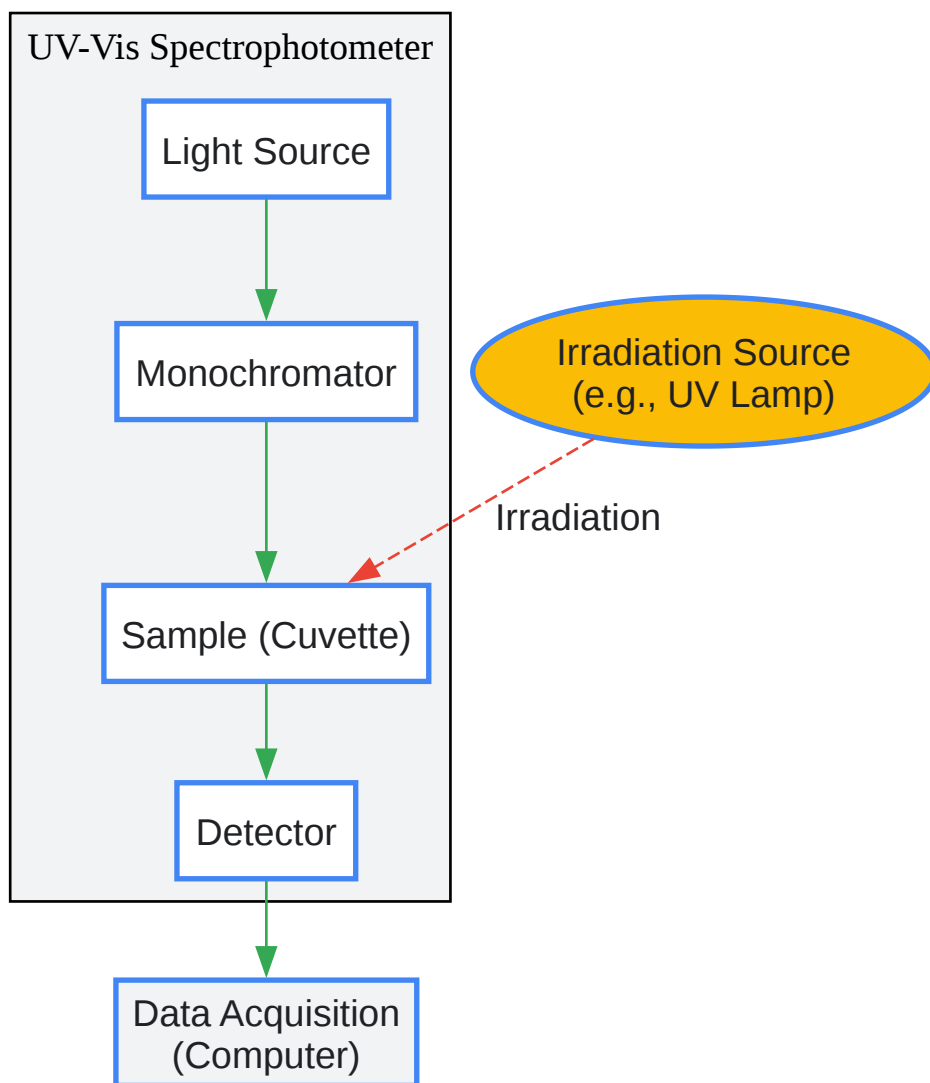 UV-Vis Spectrophotometer
Light Source
Monochromator
Irradiation Source
(e.g., UV Lamp)
Irradiation
Sample (Cuvette)
Detector
Data Acquisition
(Computer)